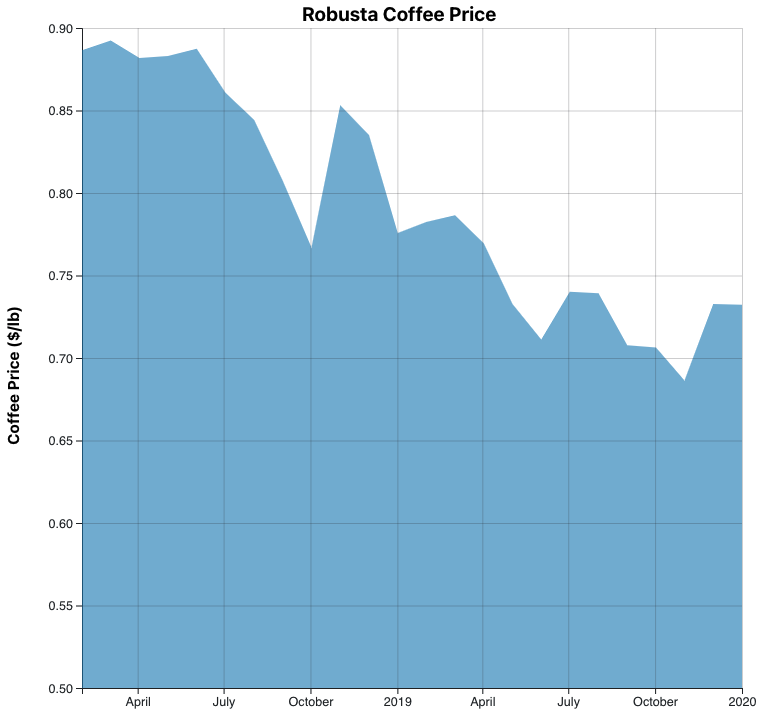 Robusta Coffee Price
0.90
0.85
0.80
0.75
0.70
0.65
0.60
0.55
0.50
Coffee Price ($/lb)
April
July
October
2019
April
July
October
2020